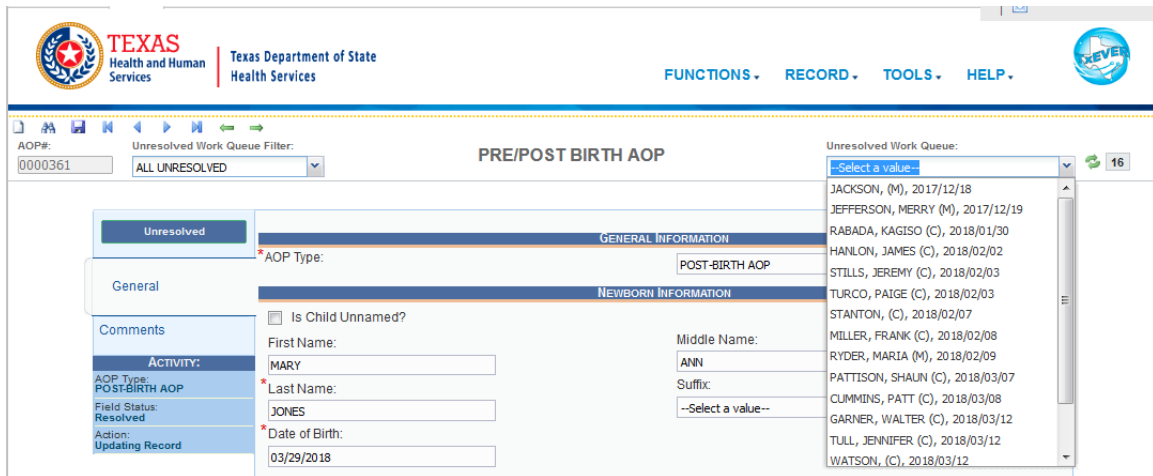 TEXAS
Health and Human
Services
Texas Department of State
Health Services
FUNCTIONS
RECORD
TOOLS
HELP
TxEVER
AOP#:
Unresolved Work Queue Filter:
PRE/POST BIRTH AOP
Unresolved Work Queue:
0000361
ALL UNRESOLVED
--Select a value--
16
JACKSON, (M), 2017/12/18
JEFFERSON, MERRY (M), 2017/12/19
RABADA, KAGISO (C), 2018/01/30
HANLON, JAMES (C), 2018/02/02
STILLS, JEREMY (C), 2018/02/03
TURCO, PAIGE (C), 2018/02/03
STANTON, (C), 2018/02/07
MILLER, FRANK (C), 2018/02/08
RYDER, MARIA (M), 2018/02/09
PATTISON, SHAUN (C), 2018/03/07
CUMMINS, PATT (C), 2018/03/08
GARNER, WALTER (C), 2018/03/12
TULL, JENNIFER (C), 2018/03/12
WATSON, (C), 2018/03/12
Unresolved
General
Comments
ACTIVITY:
AOP Type:
POST-BIRTH AOP
Field Status:
Resolved
Action:
Updating Record
GENERAL INFORMATION
*AOP Type:
POST-BIRTH AOP
NEWBORN INFORMATION
Is Child Unnamed?
First Name:
MARY
Middle Name:
ANN
*Last Name:
JONES
Suffix:
--Select a value--
*Date of Birth:
03/29/2018